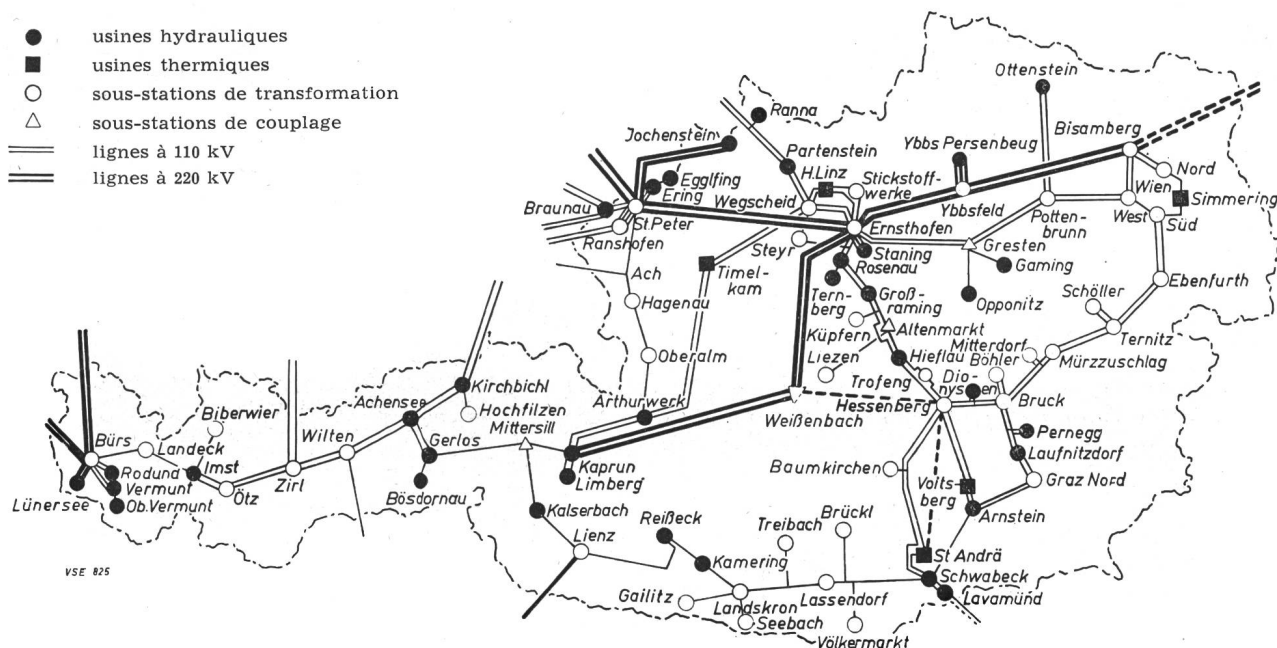 usines hydrauliques
usines thermiques
sous-stations de transformation
sous-stations de couplage
lignes à 110 kV
lignes à 220 kV
Ottenstein
Ranna
Jochenstein
Bisamberg
Partenstein
Ybbs Persenbeug
Nord
H.Linz
Stickstoff-
werke
Egglfing
Ering
Wegscheid
Wien
Simmering
Braunau
St.Peter
Ybbsfeld
Potten-
brunn
West
Süd
Ranshofen
Ernsthofen
Steyr
Staning
Gresten
Rosenau
Gaming
Ach
Timel-
kam
Ebenfurth
Hagenau
Tern-
berg
Groß-
raming
Opponitz
Schöller
Küpfern
Altenmarkt
Ternitz
Liezen
Mitterdorf
Oberalm
Hieflau
Böhler
Mürzzuschlag
Trofeng
Dio-
nysen
Kirchbichl
Achensee
Arthurwerk
Bruck
Biberwier
Hochfilzen
Weißenbach
Hessenberg
Mittersill
Wilten
Pernegg
Bürs
Landeck
Gerlos
Laufnitzdorf
Imst
Kaprun
Baumkirchen
Roduna
Zirl
Limberg
Volts-
berg
Graz Nord
Vermunt
Ötz
Bösdornau
Lünersee
Ob.Vermunt
Kalserbach
Arnstein
Reißeck
Treibach
Brückl
Lienz
St Andrä
Kamering
Schwabeck
Gailitz
Landskron
Lassendorf
Lavamünd
Seebach
Völkermarkt
VSE 825